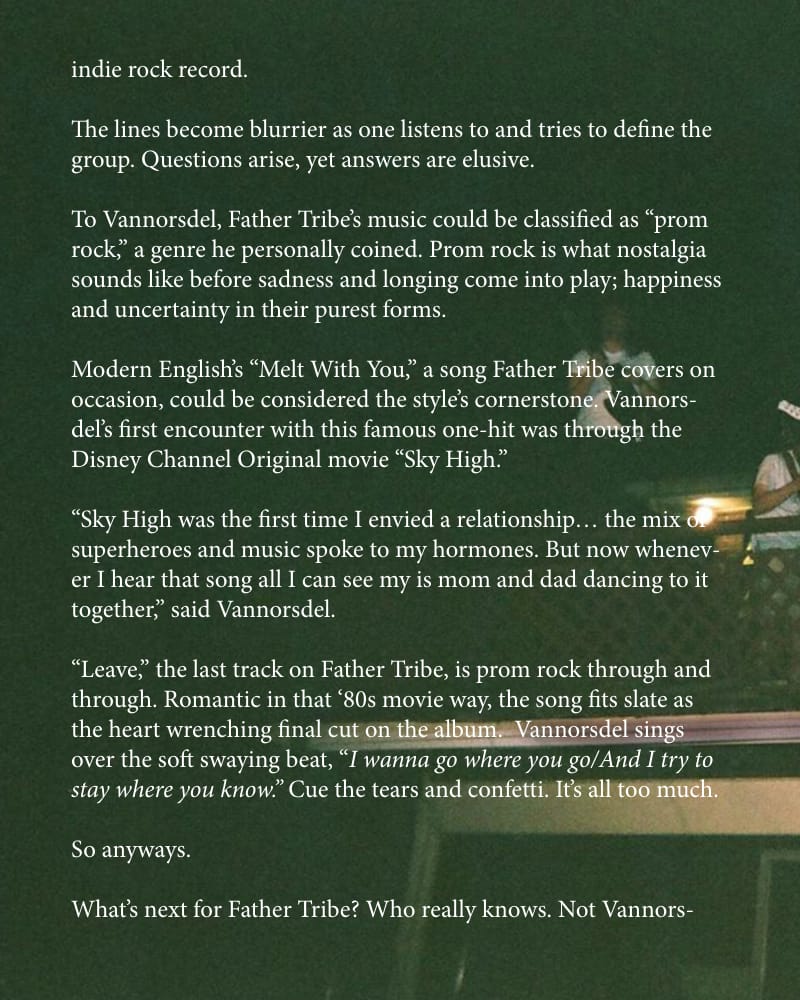 indie rock record.
The lines become blurrier as one listens to and tries to define the
group. Questions arise, yet answers are elusive.
To Vannorsdel, Father Tribe’s music could be classified as “prom
rock,” a genre he personally coined. Prom rock is what nostalgia
sounds like before sadness and longing come into play; happiness
and uncertainty in their purest forms.
Modern English’s “Melt With You,” a song Father Tribe covers on
occasion, could be considered the style’s cornerstone. Vannors-
del’s first encounter with this famous one-hit was through the
Disney Channel Original movie “Sky High.”
“Sky High was the first time I envied a relationship… the mix of
superheroes and music spoke to my hormones. But now whenev-
er I hear that song all I can see my is mom and dad dancing to it
together,” said Vannorsdel.
“Leave,” the last track on Father Tribe, is prom rock through and
through. Romantic in that ‘80s movie way, the song fits slate as
the heart wrenching final cut on the album.  Vannorsdel sings
over the soft swaying beat, “I wanna go where you go/And I try to
stay where you know.” Cue the tears and confetti. It’s all too much.
So anyways.
What’s next for Father Tribe? Who really knows. Not Vannors-